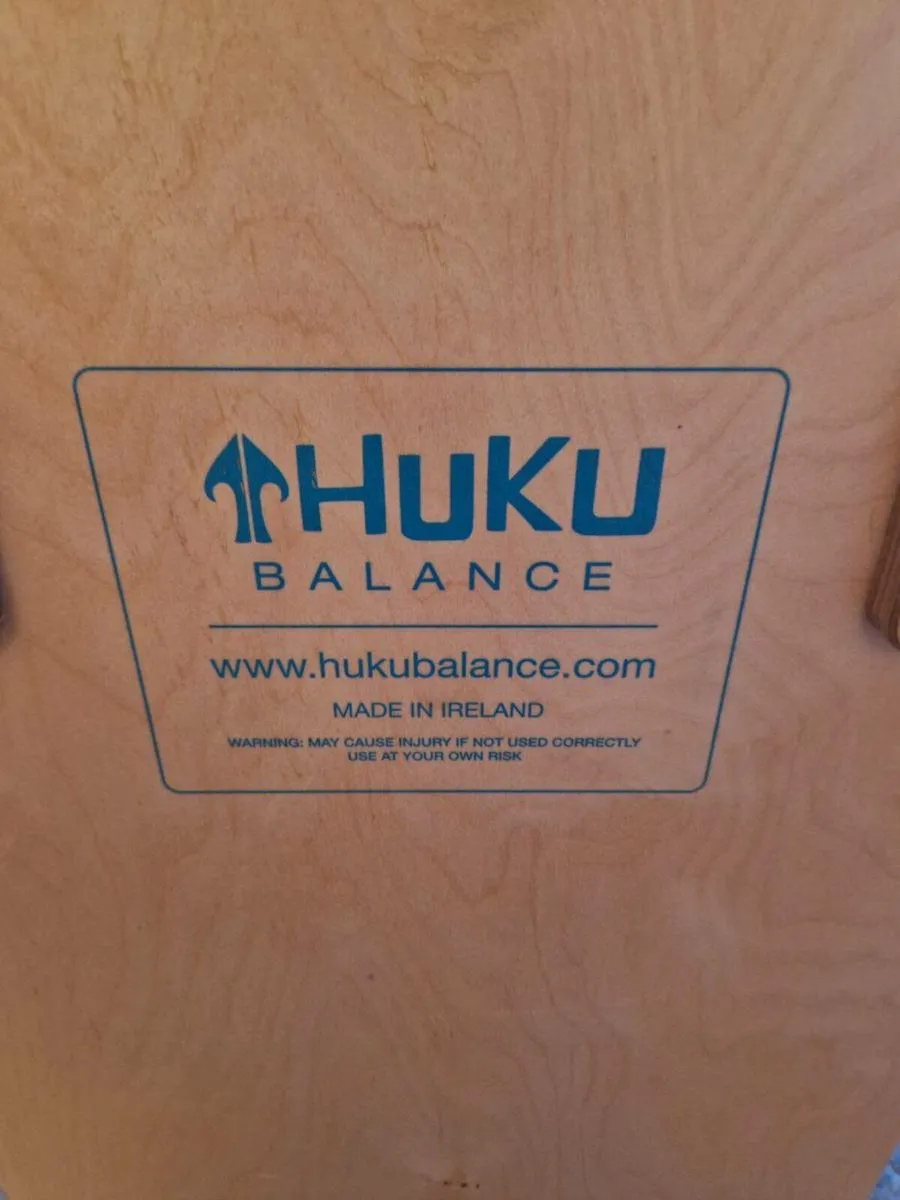 HUKU
BALANCE
www.hukubalance.com
MADE IN IRELAND
WARNING: MAY CAUSE INJURY IF NOT USED CORRECTLY
USE AT YOUR OWN RISK